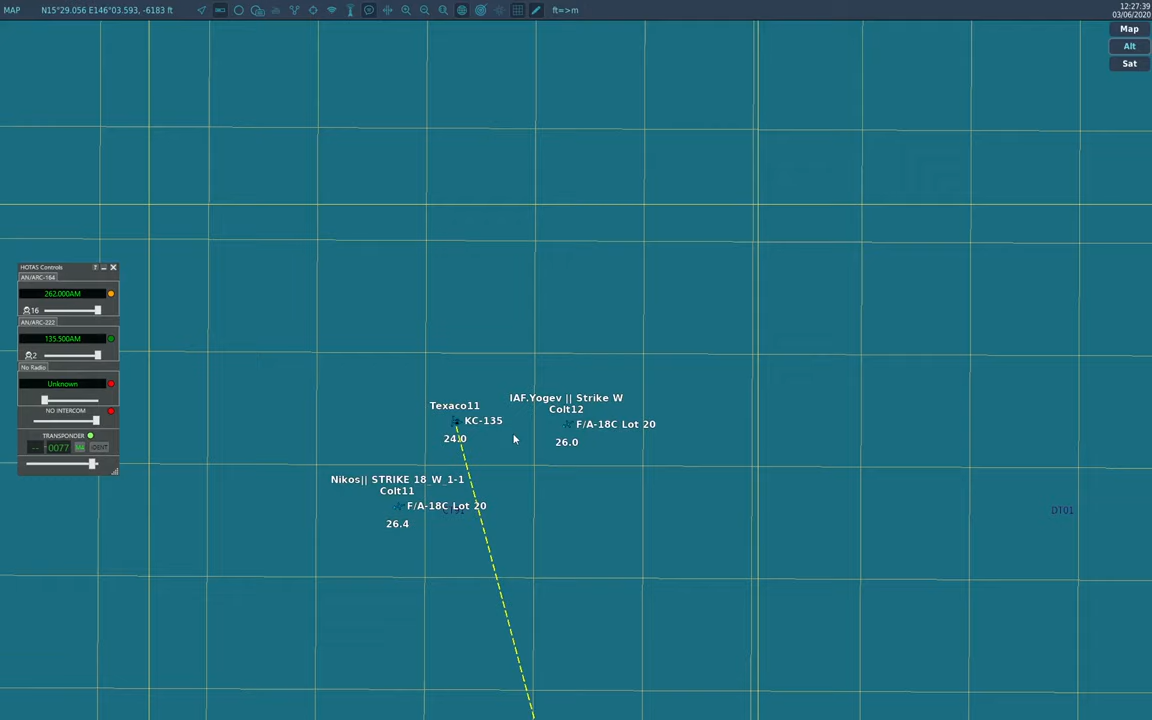 MAP N15°29.056 E146°03.593, -6183 ft ft=>m
12:27:39
03/06/2020
Map
Alt
Sat
HOTAS Controls ?
AN/ARC-164
262.000AM
16
AN/ARC-222
135.500AM
2
No Radio
Unknown
NO INTERCOM
TRANSPONDER
-- 0077
IAF.Yogev || Strike W
Colt12
F/A-18C Lot 20
26.0
Texaco11
KC-135
24.0
Nikos|| STRIKE 18_W_1-1
Colt11
F/A-18C Lot 20
26.4
DT01